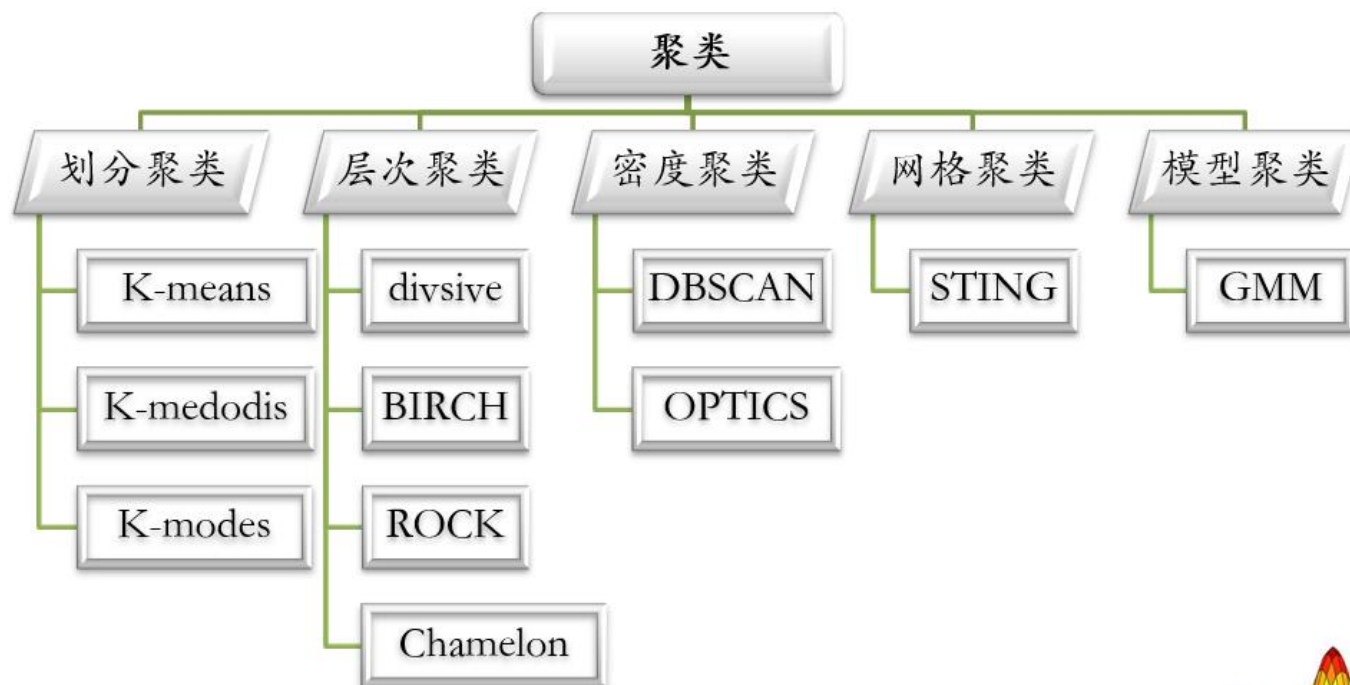 聚类
划分聚类
层次聚类
密度聚类
网格聚类
模型聚类
K-means
divsive
DBSCAN
STING
GMM
K-medodis
BIRCH
OPTICS
K-modes
ROCK
Chamelon